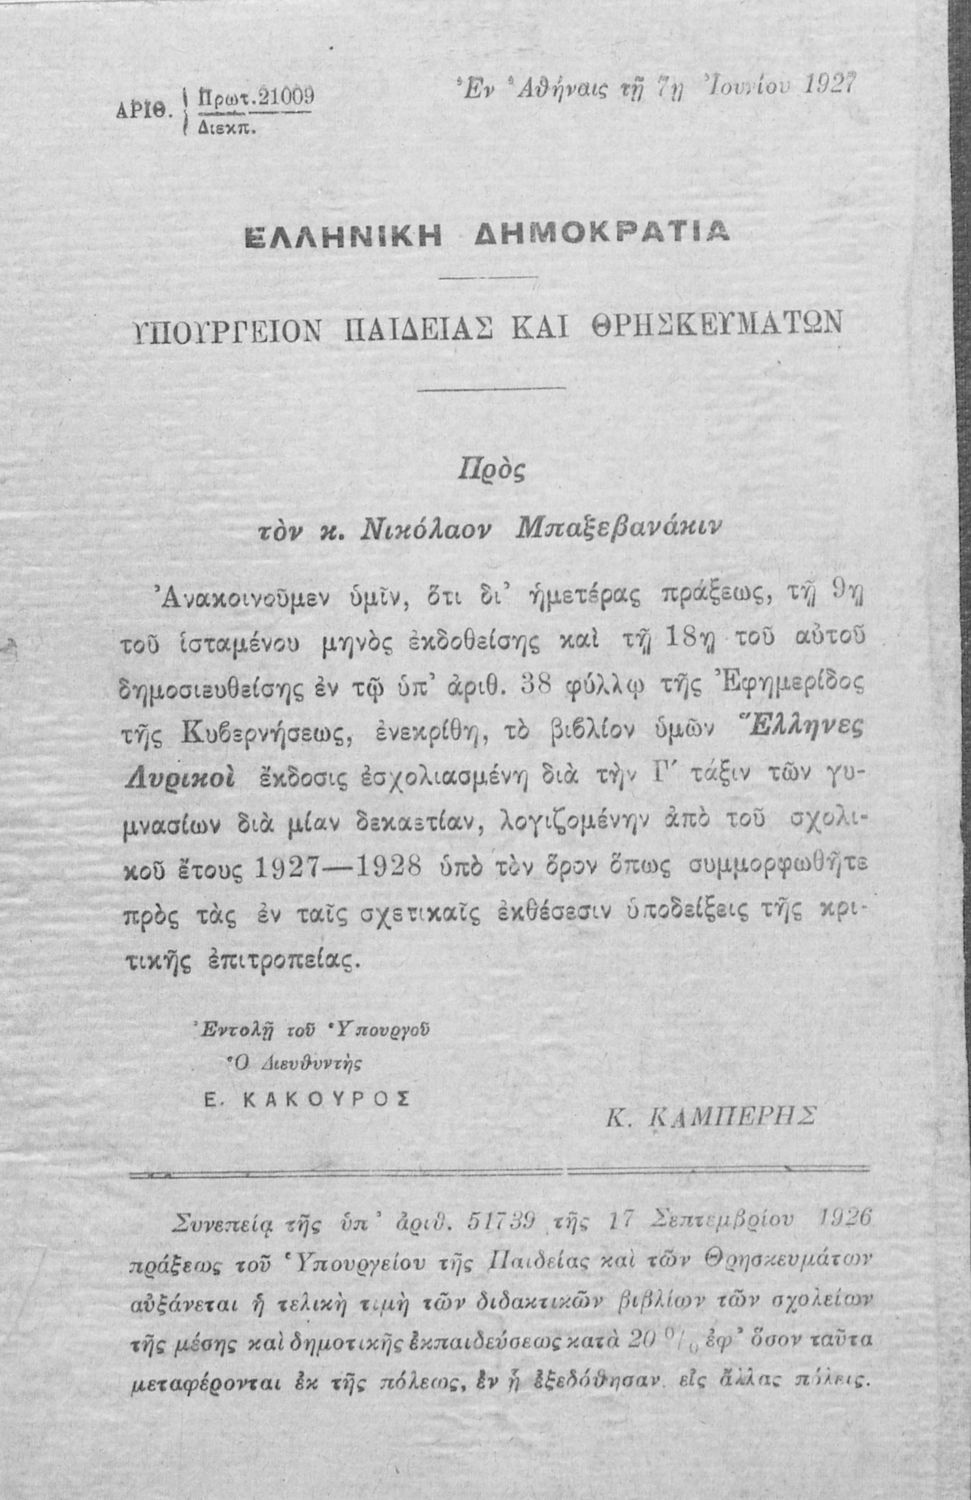 ΑΡΙΘ. Πρωτ. 21009
Διεκπ.
Ἐν Ἀθήναις τῇ 7ῃ Ἰουνίου 1927
ΕΛΛΗΝΙΚΗ ΔΗΜΟΚΡΑΤΙΑ
ΥΠΟΥΡΓΕΙΟΝ ΠΑΙΔΕΙΑΣ ΚΑΙ ΘΡΗΣΚΕΥΜΑΤΩΝ
Πρὸς
τὸν κ. Νικόλαον Μπαξεβανάκιν
Ἀνακοινοῦμεν ὑμῖν, ὅτι δι' ἡμετέρας πράξεως, τῇ 9ῃ
τοῦ ἱσταμένου μηνὸς ἐκδοθείσης καὶ τῇ 18ῃ τοῦ αὐτοῦ
δημοσιευθείσης ἐν τῷ ὑπ' ἀριθ. 38 φύλλῳ τῆς Ἐφημερίδος
τῆς Κυβερνήσεως, ἐνεκρίθη, τὸ βιβλίον ὑμῶν Ἕλληνες
Λυρικοὶ ἔκδοσις ἐσχολιασμένη διὰ τὴν Γ΄ τάξιν τῶν γυ-
μνασίων διὰ μίαν δεκαετίαν, λογιζομένην ἀπὸ τοῦ σχολι-
κοῦ ἔτους 1927—1928 ὑπὸ τὸν ὅρον ὅπως συμμορφωθῆτε
πρὸς τὰς ἐν ταῖς σχετικαῖς ἐκθέσεσιν ὑποδείξεις τῆς κρι-
τικῆς ἐπιτροπείας.
Ἐντολῇ τοῦ Ὑπουργοῦ
Ὁ Διευθυντὴς
Ε. ΚΑΚΟΥΡΟΣ
Κ. ΚΑΜΠΕΡΗΣ
Συνεπείᾳ τῆς ὑπ' ἀριθ. 51739 τῆς 17 Σεπτεμβρίου 1926
πράξεως τοῦ Ὑπουργείου τῆς Παιδείας καὶ τῶν Θρησκευμάτων
αὐξάνεται ἡ τελικὴ τιμὴ τῶν διδακτικῶν βιβλίων τῶν σχολείων
τῆς μέσης καὶ δημοτικῆς ἐκπαιδεύσεως κατὰ 20 % ἐφ' ὅσον ταῦτα
μεταφέρονται ἐκ τῆς πόλεως, ἐν ᾗ ἐξεδόθησαν, εἰς ἄλλας πόλεις.